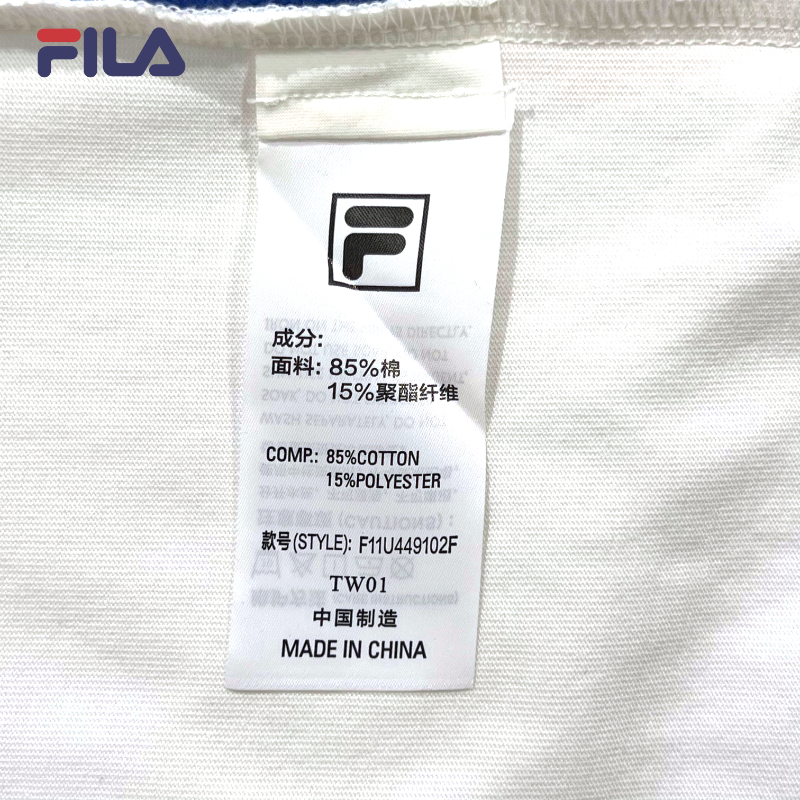 FILA
成分:
面料: 85%棉
15%聚酯纤维
COMP.: 85%COTTON
15%POLYESTER
款号(STYLE): F11U449102F
TW01
中国制造
MADE IN CHINA